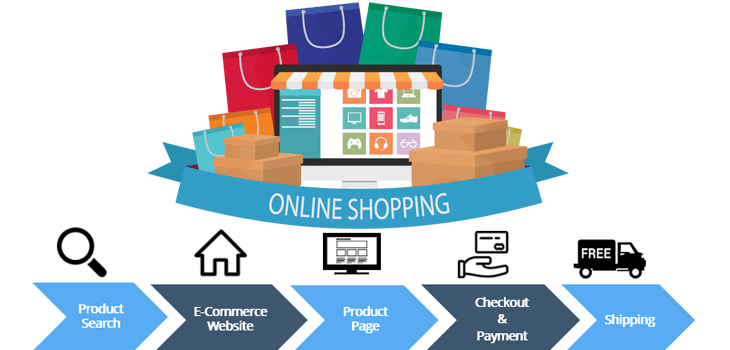 ONLINE SHOPPING
FREE
Product
Search
E-Commerce
Website
Product
Page
Checkout
&
Payment
Shipping